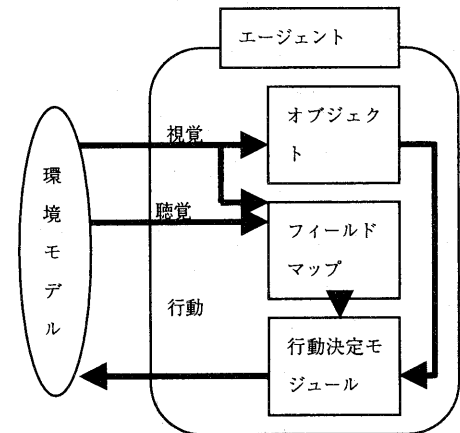 エージェント
オブジェク
ト
視覚
環境モデル
聴覚
フィールド
マップ
行動
行動決定モ
ジュール